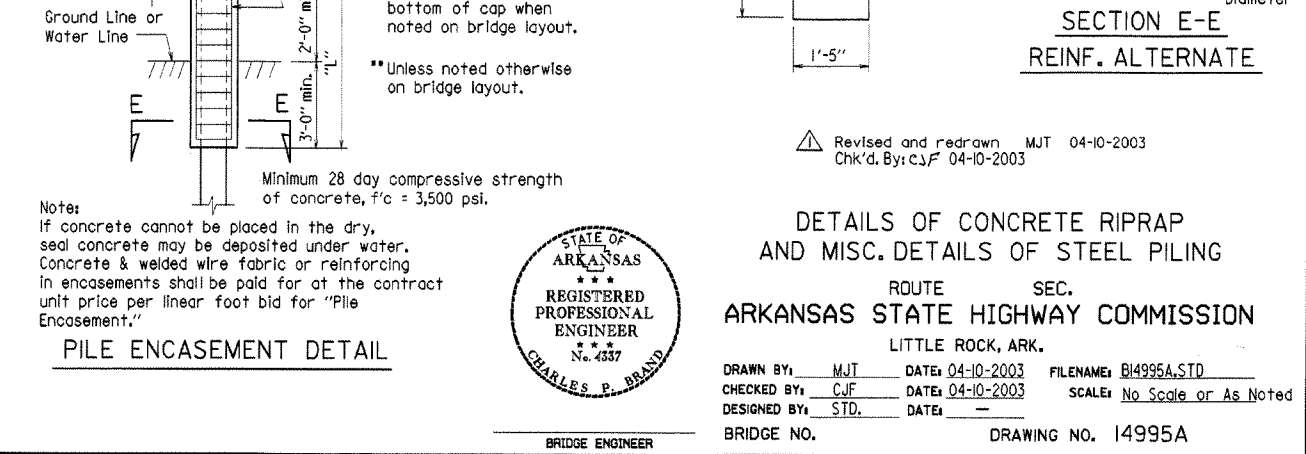 Ground Line or
Water Line
2'-0" min.
3'-0" min.
"L"
E
E
bottom of cap when
noted on bridge layout.
**Unless noted otherwise
on bridge layout.
Minimum 28 day compressive strength
of concrete, f'c = 3,500 psi.
Note:
If concrete cannot be placed in the dry,
seal concrete may be deposited under water.
Concrete & welded wire fabric or reinforcing
in encasements shall be paid for at the contract
unit price per linear foot bid for "Pile
Encasement."
PILE ENCASEMENT DETAIL
STATE OF
ARKANSAS
★ ★ ★
REGISTERED
PROFESSIONAL
ENGINEER
★ ★ ★
No. 4337
CHARLES P. BRAND
BRIDGE ENGINEER
1'-5"
Diameter
SECTION E-E
REINF. ALTERNATE
1 Revised and redrawn MJT 04-10-2003
Chk'd. By: CJF 04-10-2003
DETAILS OF CONCRETE RIPRAP
AND MISC. DETAILS OF STEEL PILING
ROUTE SEC.
ARKANSAS STATE HIGHWAY COMMISSION
LITTLE ROCK, ARK.
DRAWN BY: MJT DATE: 04-10-2003 FILENAME: B14995A.STD
CHECKED BY: CJF DATE: 04-10-2003 SCALE: No Scale or As Noted
DESIGNED BY: STD. DATE: —
BRIDGE NO. DRAWING NO. 14995A